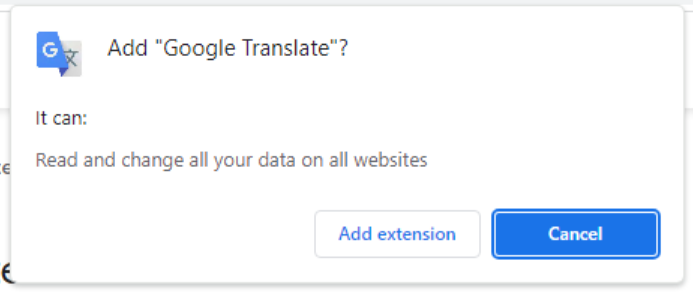 Add "Google Translate"?
It can:
Read and change all your data on all websites
Add extension
Cancel